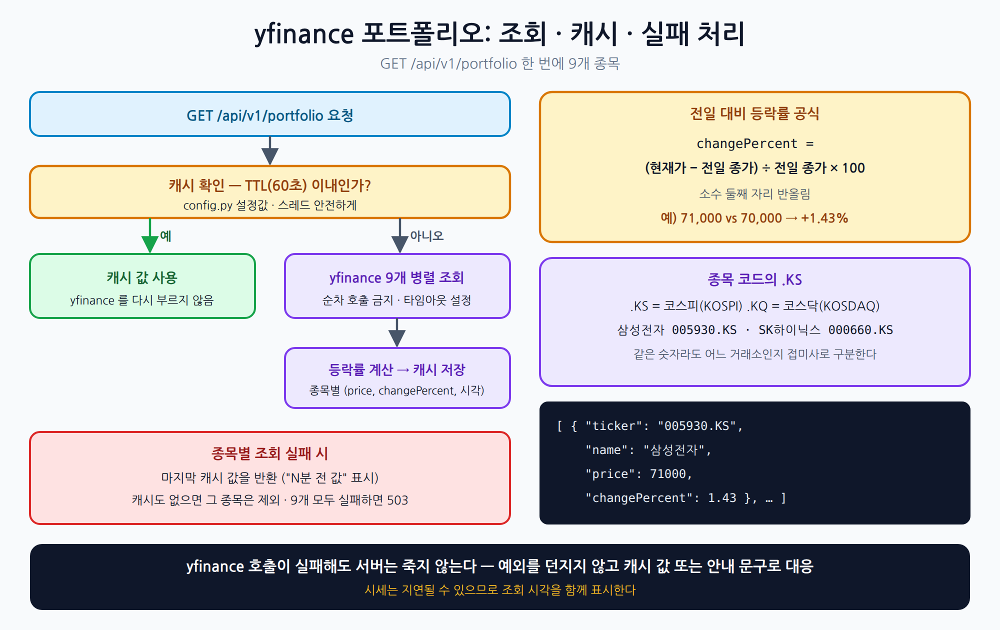 yfinance 포트폴리오: 조회 · 캐시 · 실패 처리
GET /api/v1/portfolio 한 번에 9개 종목
GET /api/v1/portfolio 요청
캐시 확인 — TTL(60초) 이내인가?
config.py 설정값 · 스레드 안전하게
예
아니오
캐시 값 사용
yfinance 를 다시 부르지 않음
yfinance 9개 병렬 조회
순차 호출 금지 · 타임아웃 설정
등락률 계산 → 캐시 저장
종목별 (price, changePercent, 시각)
종목별 조회 실패 시
마지막 캐시 값을 반환 ("N분 전 값" 표시)
캐시도 없으면 그 종목은 제외 · 9개 모두 실패하면 503
전일 대비 등락률 공식
changePercent =
(현재가 − 전일 종가) ÷ 전일 종가 × 100
소수 둘째 자리 반올림
예) 71,000 vs 70,000 → +1.43%
종목 코드의 .KS
.KS = 코스피(KOSPI) .KQ = 코스닥(KOSDAQ)
삼성전자 005930.KS · SK하이닉스 000660.KS
같은 숫자라도 어느 거래소인지 접미사로 구분한다
[ { "ticker": "005930.KS",
"name": "삼성전자",
"price": 71000,
"changePercent": 1.43 }, … ]
yfinance 호출이 실패해도 서버는 죽지 않는다 — 예외를 던지지 않고 캐시 값 또는 안내 문구로 대응
시세는 지연될 수 있으므로 조회 시각을 함께 표시한다